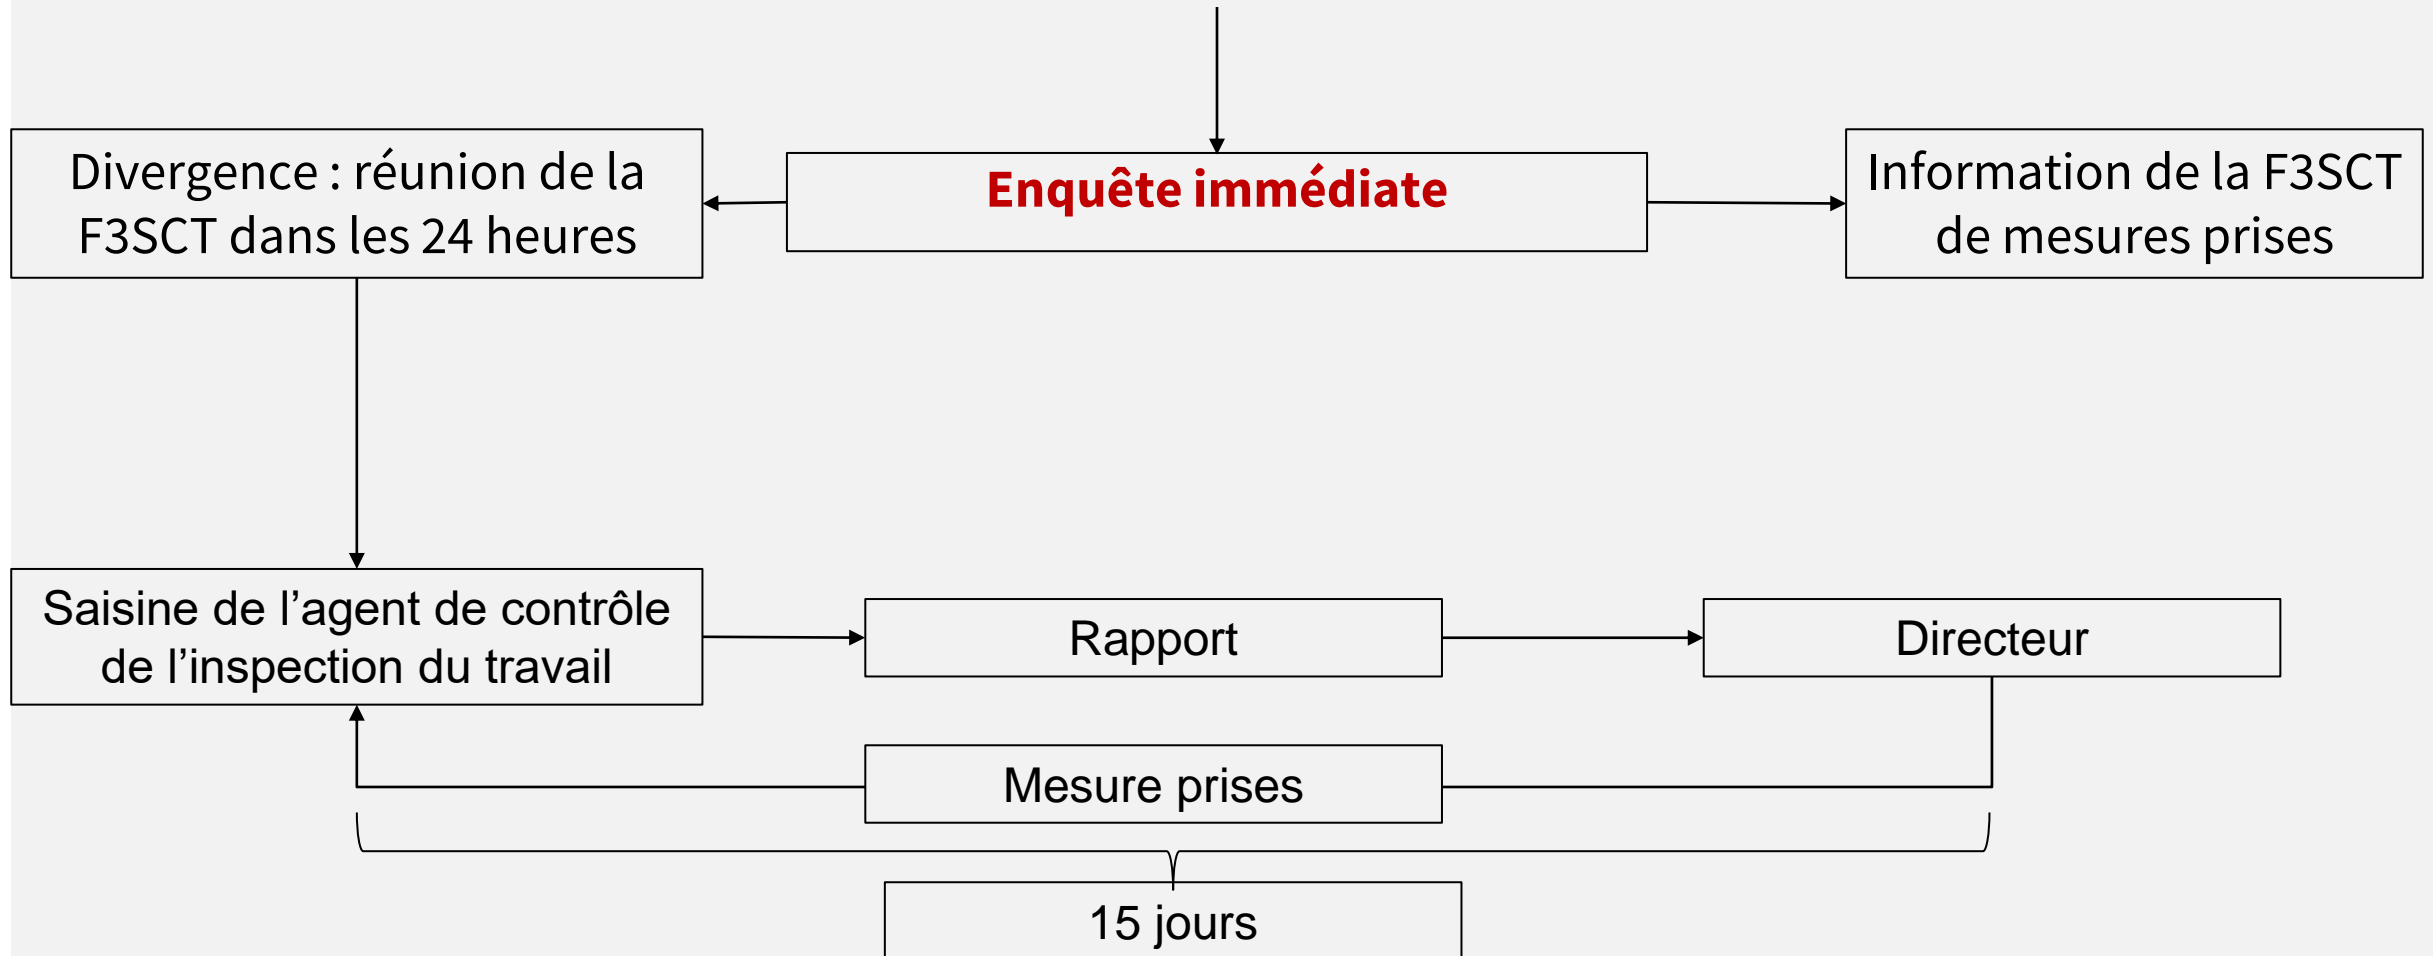 Divergence : réunion de la
F3SCT dans les 24 heures
Enquête immédiate
Information de la F3SCT
de mesures prises
Saisine de l’agent de contrôle
de l’inspection du travail
Rapport
Directeur
Mesure prises
15 jours